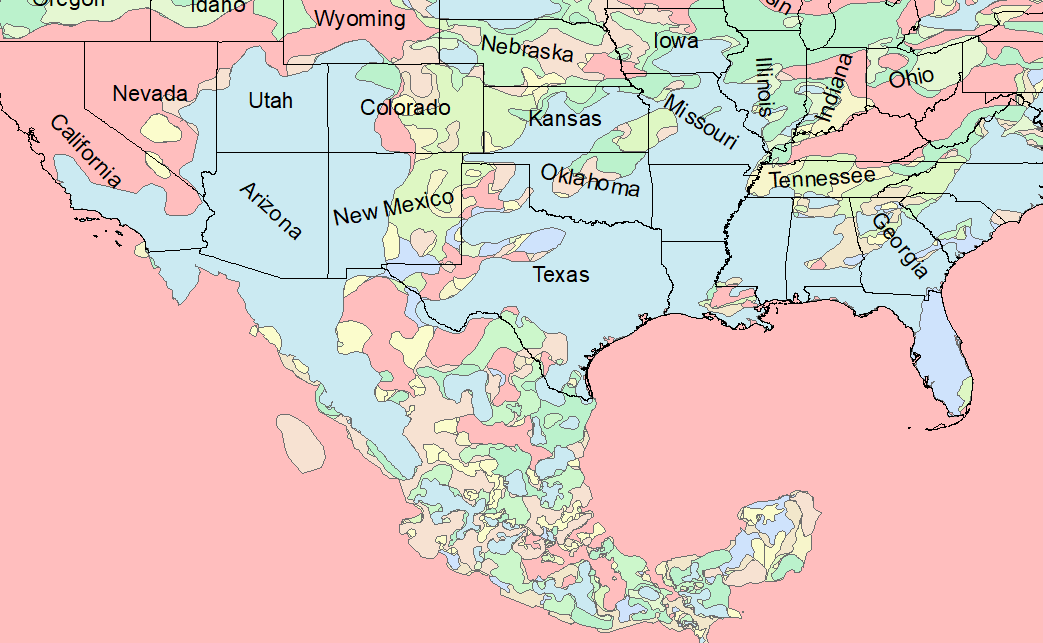 Oregon
Idaho
Wyoming
Nebraska
Iowa
sin
Nevada
Utah
Colorado
Kansas
Missouri
Illinois
Indiana
Ohio
California
Arizona
New Mexico
Oklahoma
Tennessee
Texas
Georgia